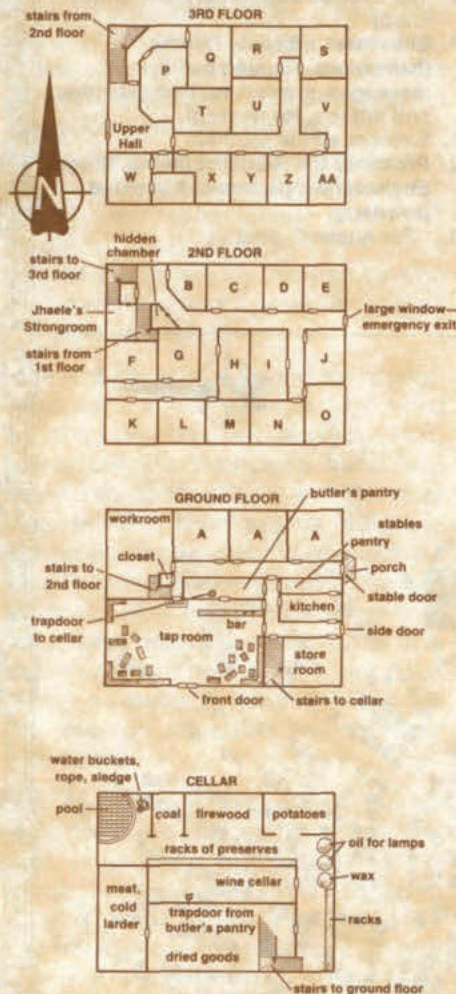 3RD FLOOR
stairs from
2nd floor
P
Q
R
S
T
U
V
Upper
Hall
W
X
Y
Z
AA
N
2ND FLOOR
hidden
chamber
stairs to
3rd floor
Jhaele's
Strongroom
stairs from
1st floor
B
C
D
E
large window—
emergency exit
F
G
H
I
J
K
L
M
N
O
GROUND FLOOR
butler's pantry
workroom
A
A
A
stables
pantry
closet
porch
stairs to
2nd floor
stable door
kitchen
trapdoor
to cellar
bar
tap room
side door
store
room
front door
stairs to cellar
CELLAR
water buckets,
rope, sledge
pool
coal
firewood
potatoes
oil for lamps
racks of preserves
wax
meat,
cold
larder
wine cellar
trapdoor from
butler's pantry
racks
dried goods
stairs to ground floor